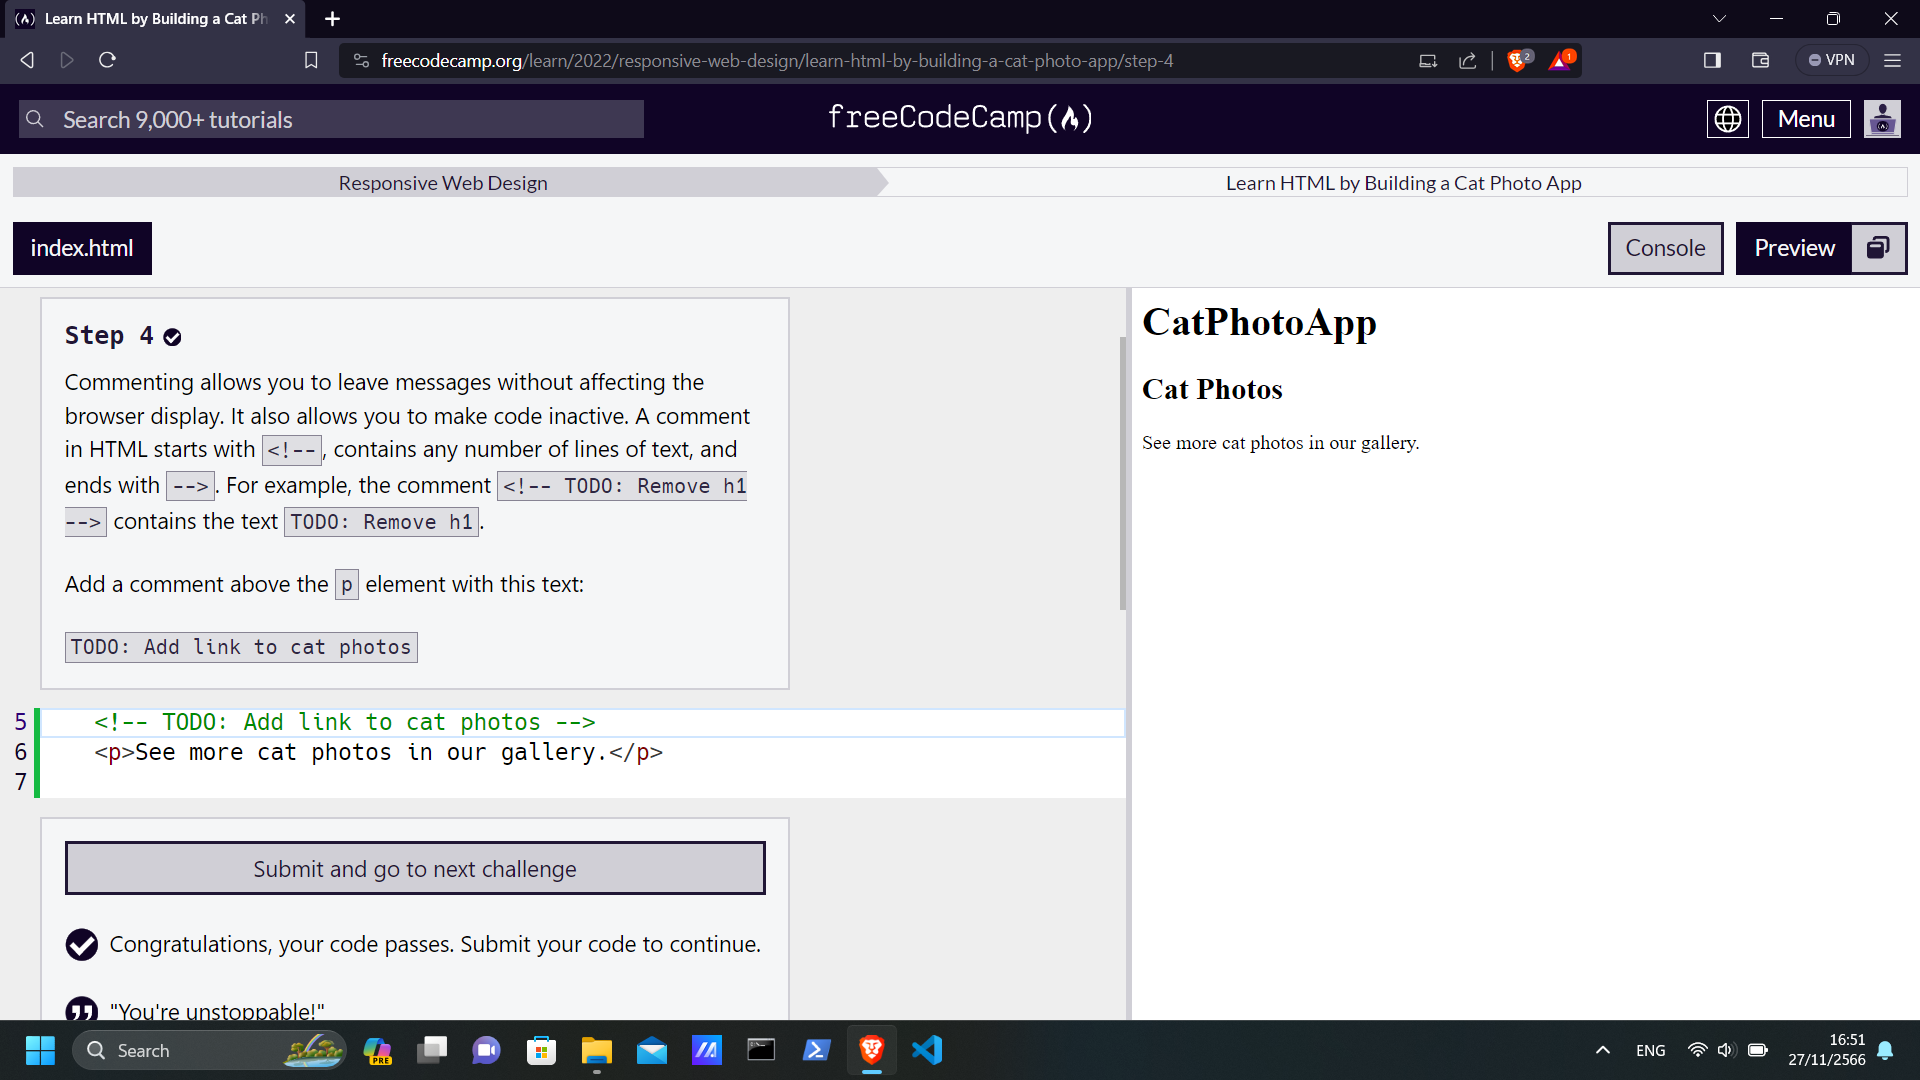 Learn HTML by Building a Cat Ph
freecodecamp.org/learn/2022/responsive-web-design/learn-html-by-building-a-cat-photo-app/step-4
2
1
VPN
Search 9,000+ tutorials
freeCodeCamp
Menu
Responsive Web Design
Learn HTML by Building a Cat Photo App
index.html
Console
Preview
Step 4
Commenting allows you to leave messages without affecting the
browser display. It also allows you to make code inactive. A comment
in HTML starts with <!--, contains any number of lines of text, and
ends with -->. For example, the comment <!-- TODO: Remove h1
--> contains the text TODO: Remove h1.
Add a comment above the p element with this text:
TODO: Add link to cat photos
5 <!-- TODO: Add link to cat photos -->
6 <p>See more cat photos in our gallery.</p>
7
Submit and go to next challenge
Congratulations, your code passes. Submit your code to continue.
"You're unstoppable!"
CatPhotoApp
Cat Photos
See more cat photos in our gallery.
Search
PRE
ENG
16:51
27/11/2566